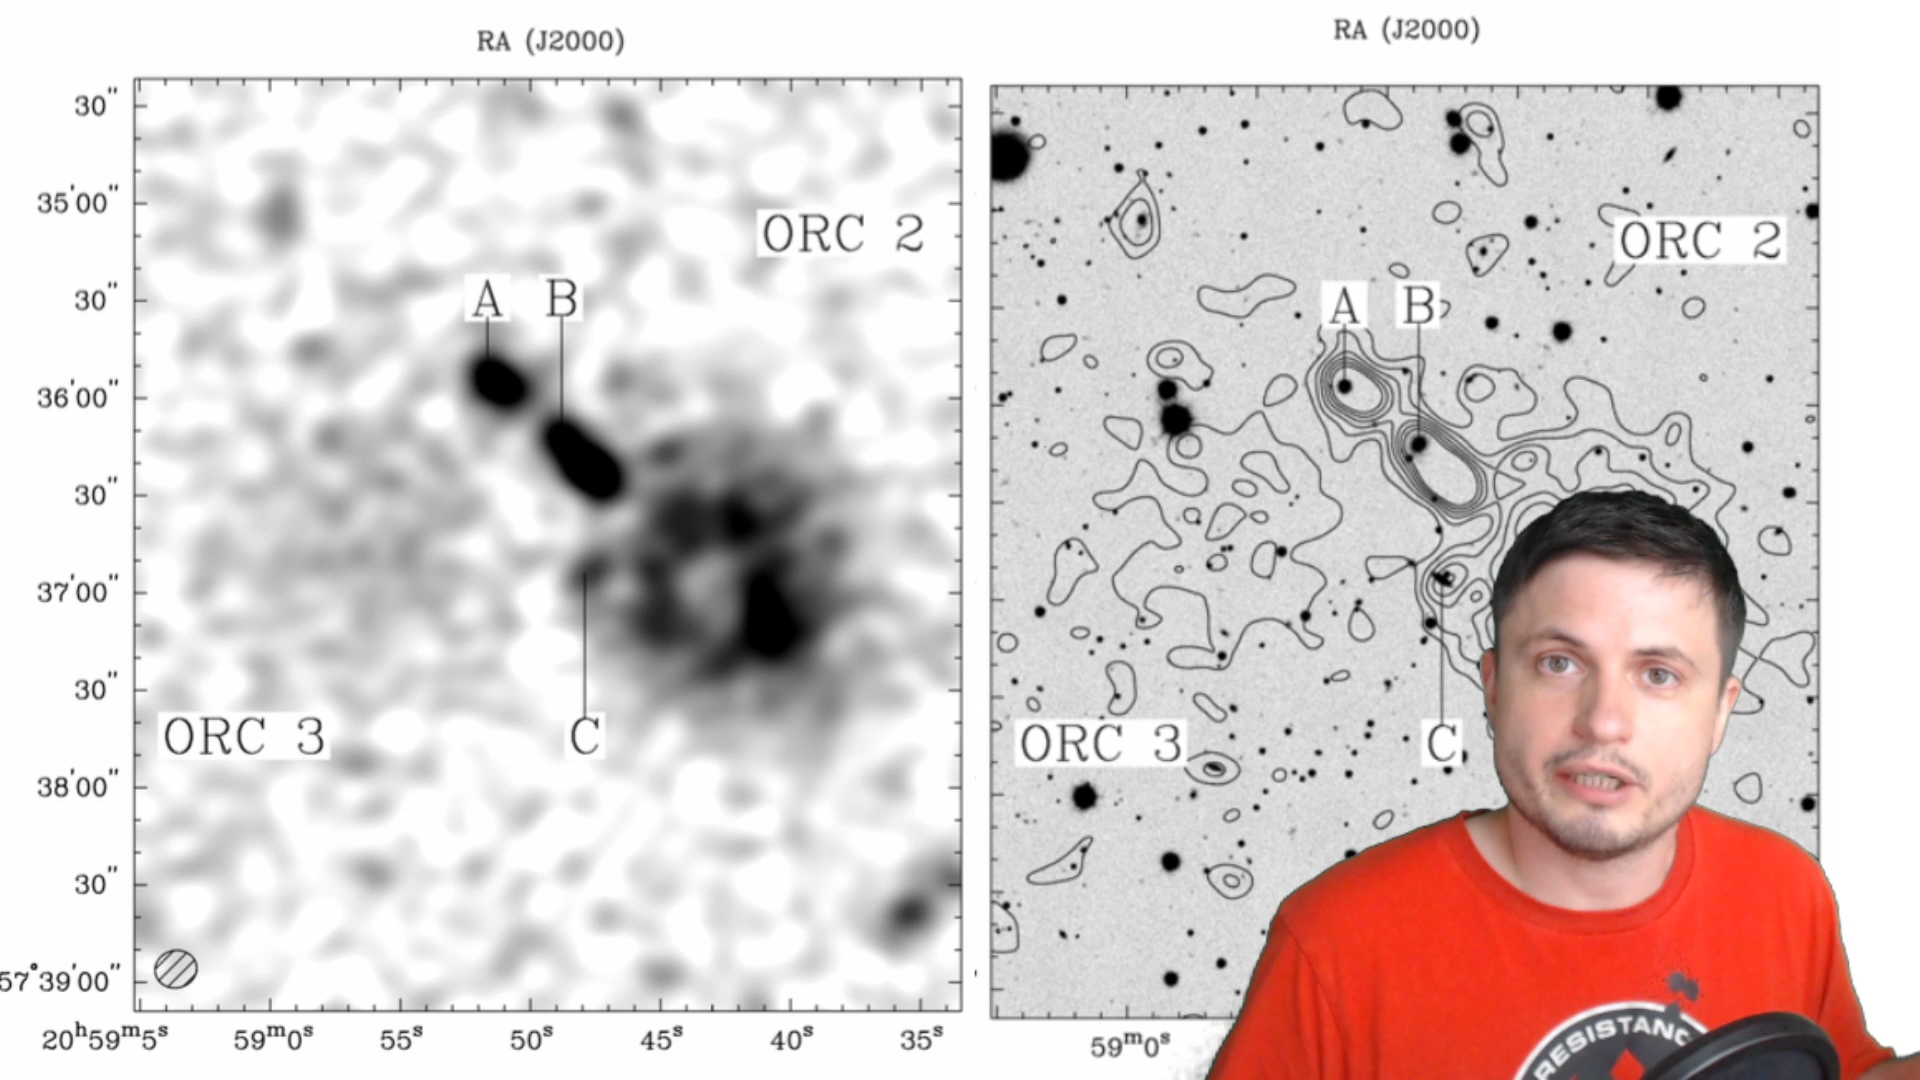 RA (J2000)
RA (J2000)
30"
35'00"
30"
36'00"
30"
37'00"
30"
38'00"
30"
57°39'00"
ORC 2
A B
ORC 3
C
20ʰ59ᵐ5ˢ 59ᵐ0ˢ 55ˢ 50ˢ 45ˢ 40ˢ 35ˢ
ORC 2
A B
ORC 3
C
59ᵐ0ˢ
RESISTANC